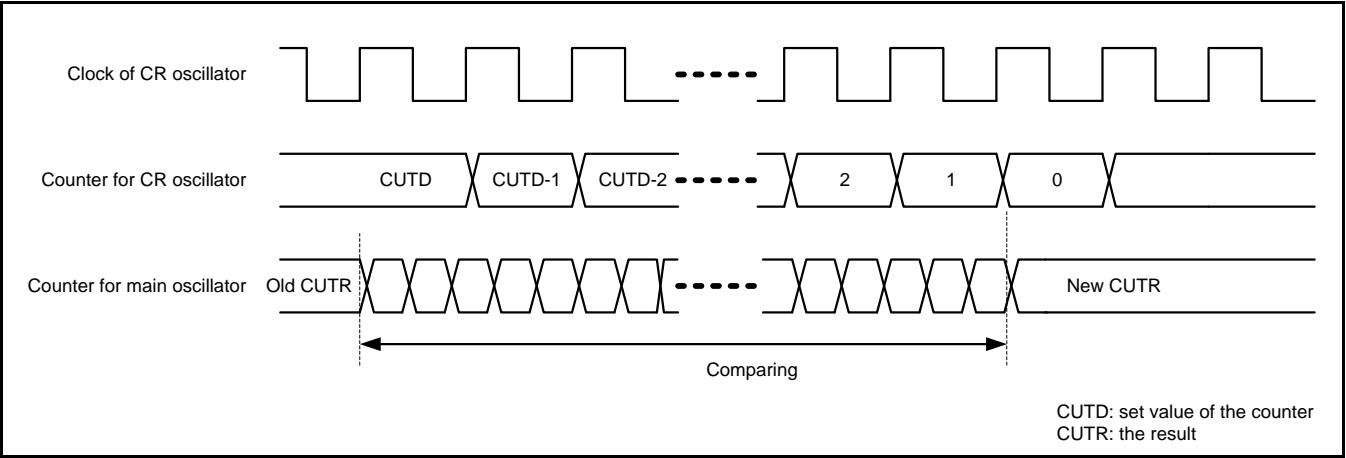 Clock of CR oscillator
Counter for CR oscillator CUTD CUTD-1 CUTD-2 2 1 0
Counter for main oscillator Old CUTR New CUTR
Comparing
CUTD: set value of the counter
CUTR: the result